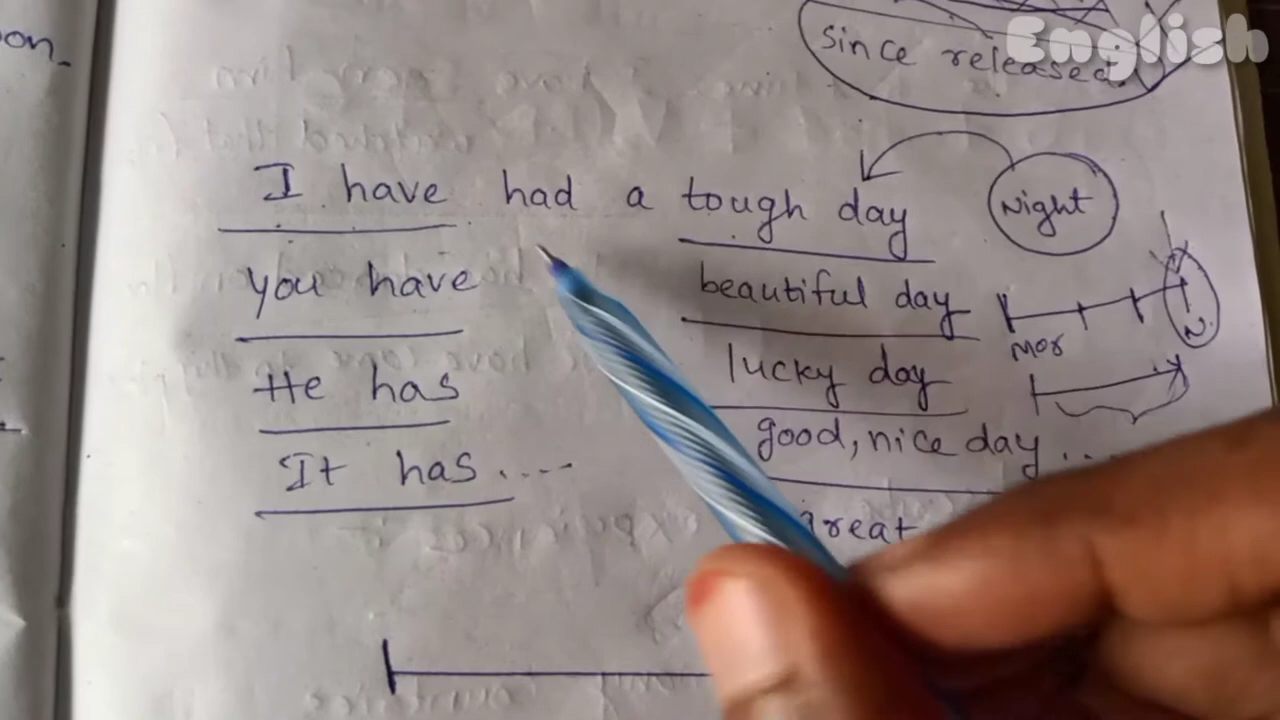 on.
English
since released
I have had a tough day
Night
You have
beautiful day
Mor
N.
He has
lucky day
It has....
good, nice day...
great